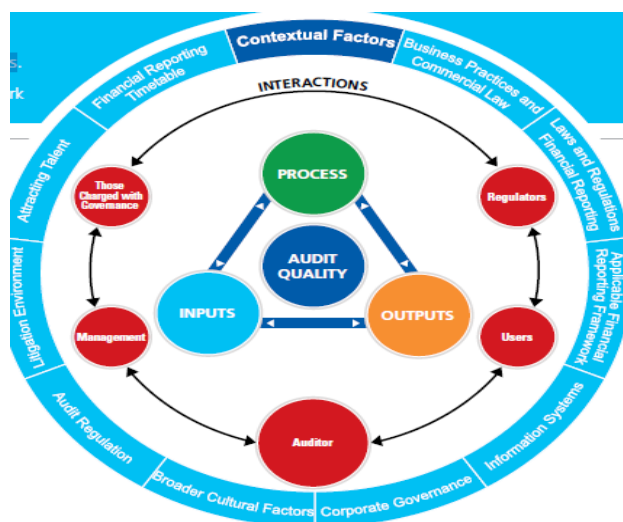 s.
rk
Contextual Factors
Business Practices and
Commercial Law
Laws and Regulations
Financial Reporting
Applicable Financial
Reporting Framework
Information Systems
Corporate Governance
Broader Cultural Factors
Audit Regulation
Litigation Environment
Attracting Talent
Financial Reporting
Timetable
INTERACTIONS
Those
Charged with
Governance
Regulators
PROCESS
AUDIT
QUALITY
INPUTS
OUTPUTS
Management
Users
Auditor